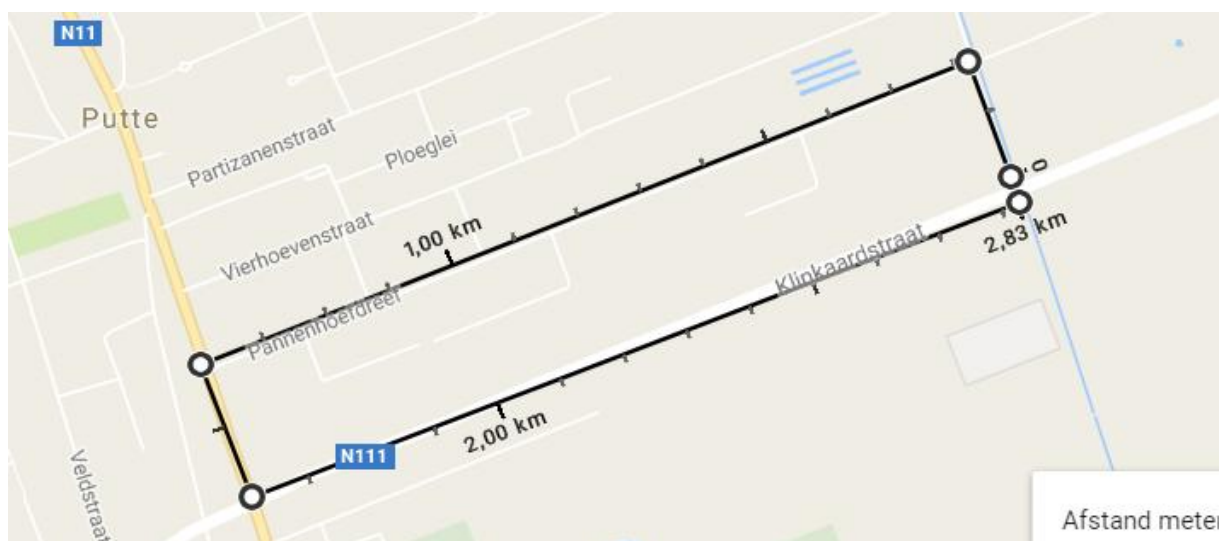 N11
Putte
Partizanenstraat
Ploeglei
Vierhoevenstraat
1,00 km
0
2,83 km
Klinkaardstraat
Pannenhoefdreef
2,00 km
N111
Veldstraat
Afstand meten